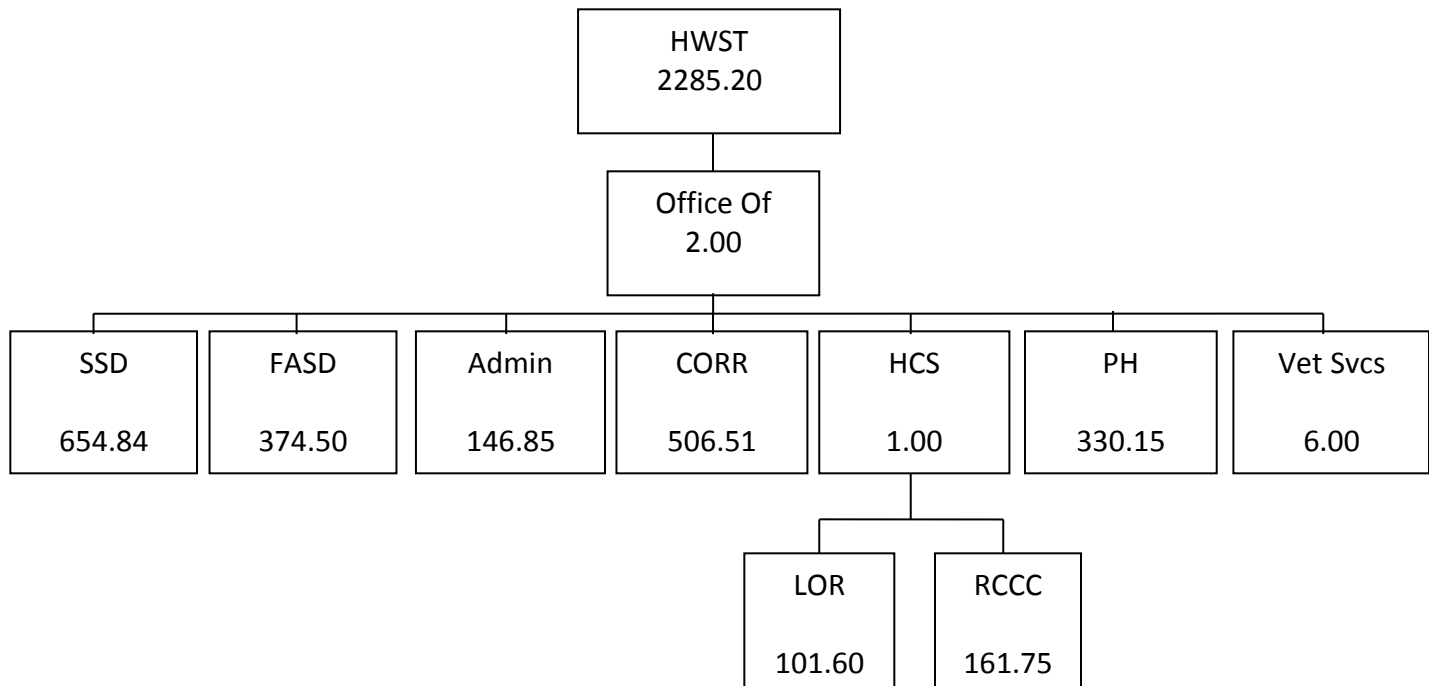 HWST
2285.20
Office Of
2.00
SSD
654.84
FASD
374.50
Admin
146.85
CORR
506.51
HCS
1.00
PH
330.15
Vet Svcs
6.00
LOR
101.60
RCCC
161.75